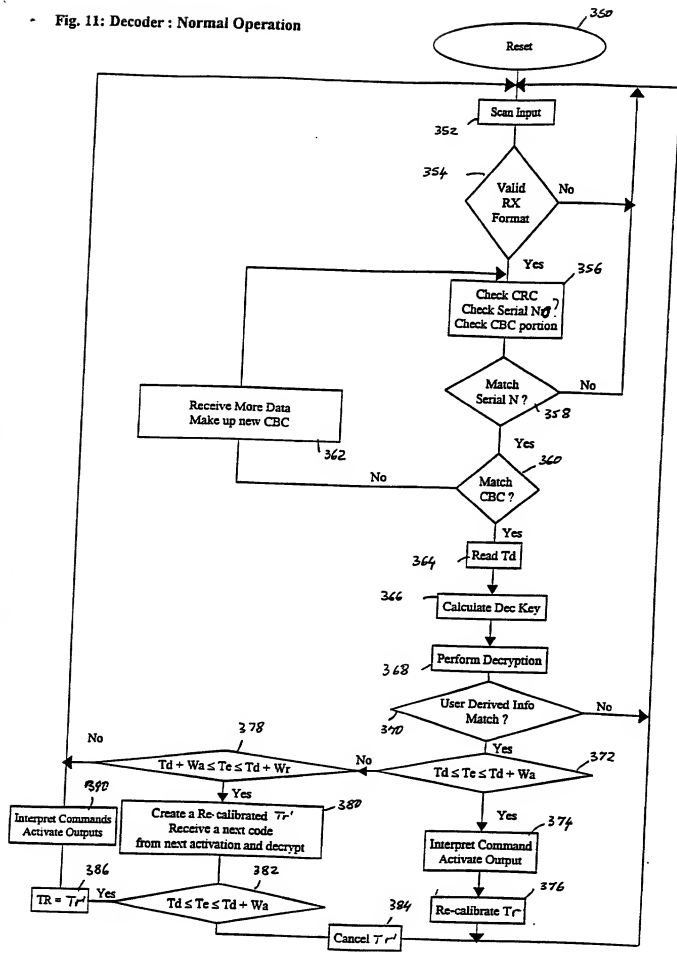 Fig. 11: Decoder : Normal Operation
350
Reset
Scan Input
352
354
Valid
RX
Format
No
Yes
356
Check CRC
Check Serial No?
Check CBC portion
Receive More Data
Make up new CBC
362
Match
Serial N ?
358
No
Yes
360
Match
CBC ?
No
Yes
364
Read Td
366
Calculate Dec Key
368
Perform Decryption
370
User Derived Info
Match ?
No
Yes
372
Td ≤ Te ≤ Td + Wa
No
378
Td + Wa ≤ Te ≤ Td + Wr
No
Yes
390
Interpret Commands
Activate Outputs
380
Create a Re-calibrated Tr'
Receive a next code
from next activation and decrypt
Yes
374
Interpret Command
Activate Output
386
TR = Tr'
Yes
382
Td ≤ Te ≤ Td + Wa
384
Cancel Tr'
376
Re-calibrate Tr